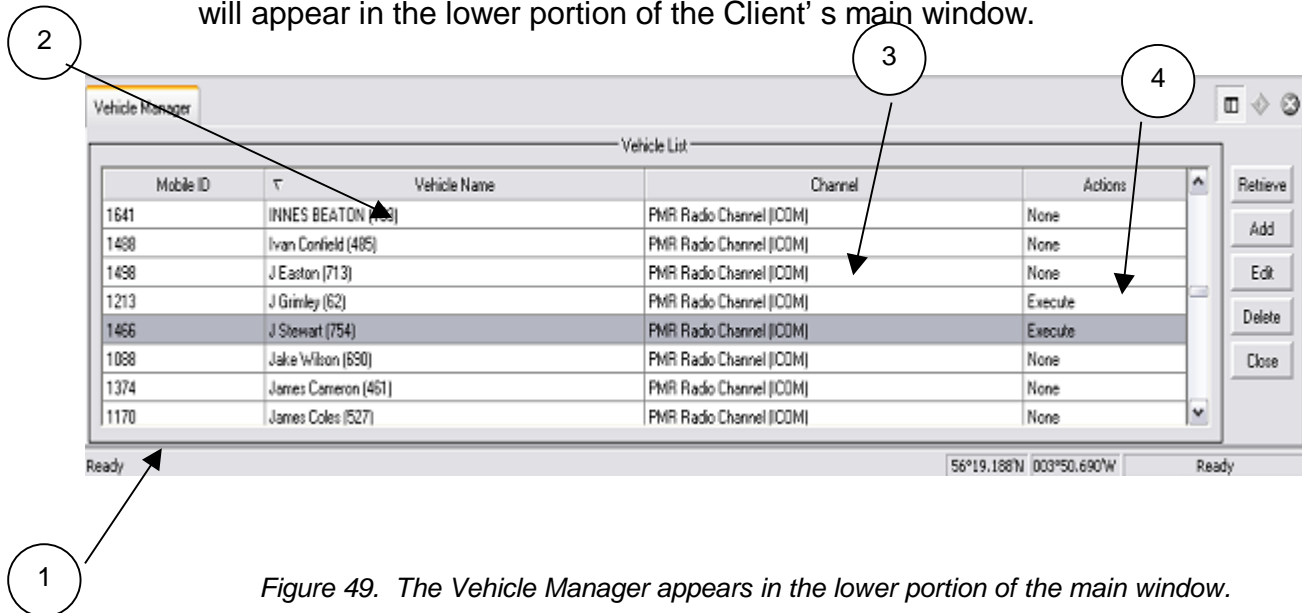 will appear in the lower portion of the Client' s main window.
2
3
4
Vehicle Manager
Vehicle List
Mobile ID Vehicle Name Channel Actions
1641 INNES BEATON PMR Radio Channel (ICOM) None
1488 Ivan Confield (485) PMR Radio Channel (ICOM) None
1498 J Easton (713) PMR Radio Channel (ICOM) None
1213 J Grimley (62) PMR Radio Channel (ICOM) Execute
1466 J Stewart (754) PMR Radio Channel (ICOM) Execute
1088 Jake Wilson (690) PMR Radio Channel (ICOM) None
1374 James Cameron (461) PMR Radio Channel (ICOM) None
1170 James Coles (527) PMR Radio Channel (ICOM) None
Retrieve
Add
Edit
Delete
Close
Ready 56°19.188'N 003°50.690'W Ready
1
Figure 49. The Vehicle Manager appears in the lower portion of the main window.